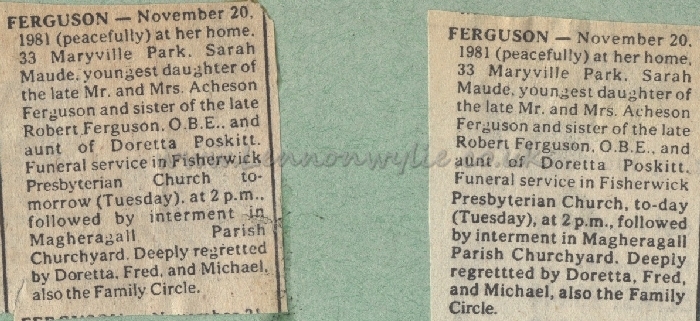 FERGUSON — November 20,
1981 (peacefully) at her home,
33 Maryville Park, Sarah
Maude, youngest daughter of
the late Mr. and Mrs. Acheson
Ferguson and sister of the late
Robert Ferguson, O.B.E., and
aunt of Doretta Poskitt.
Funeral service in Fisherwick
Presbyterian Church to-
morrow (Tuesday), at 2 p.m.,
followed by interment in
Magheragall Parish
Churchyard. Deeply regretted
by Doretta, Fred, and Michael,
also the Family Circle.
FERGUSON — November 20,
1981 (peacefully) at her home,
33 Maryville Park, Sarah
Maude, youngest daughter of
the late Mr. and Mrs. Acheson
Ferguson and sister of the late
Robert Ferguson, O.B.E., and
aunt of Doretta Poskitt.
Funeral service in Fisherwick
Presbyterian Church, to-day
(Tuesday), at 2 p.m., followed
by interment in Magheragall
Parish Churchyard. Deeply
regrettted by Doretta, Fred,
and Michael, also the Family
Circle.